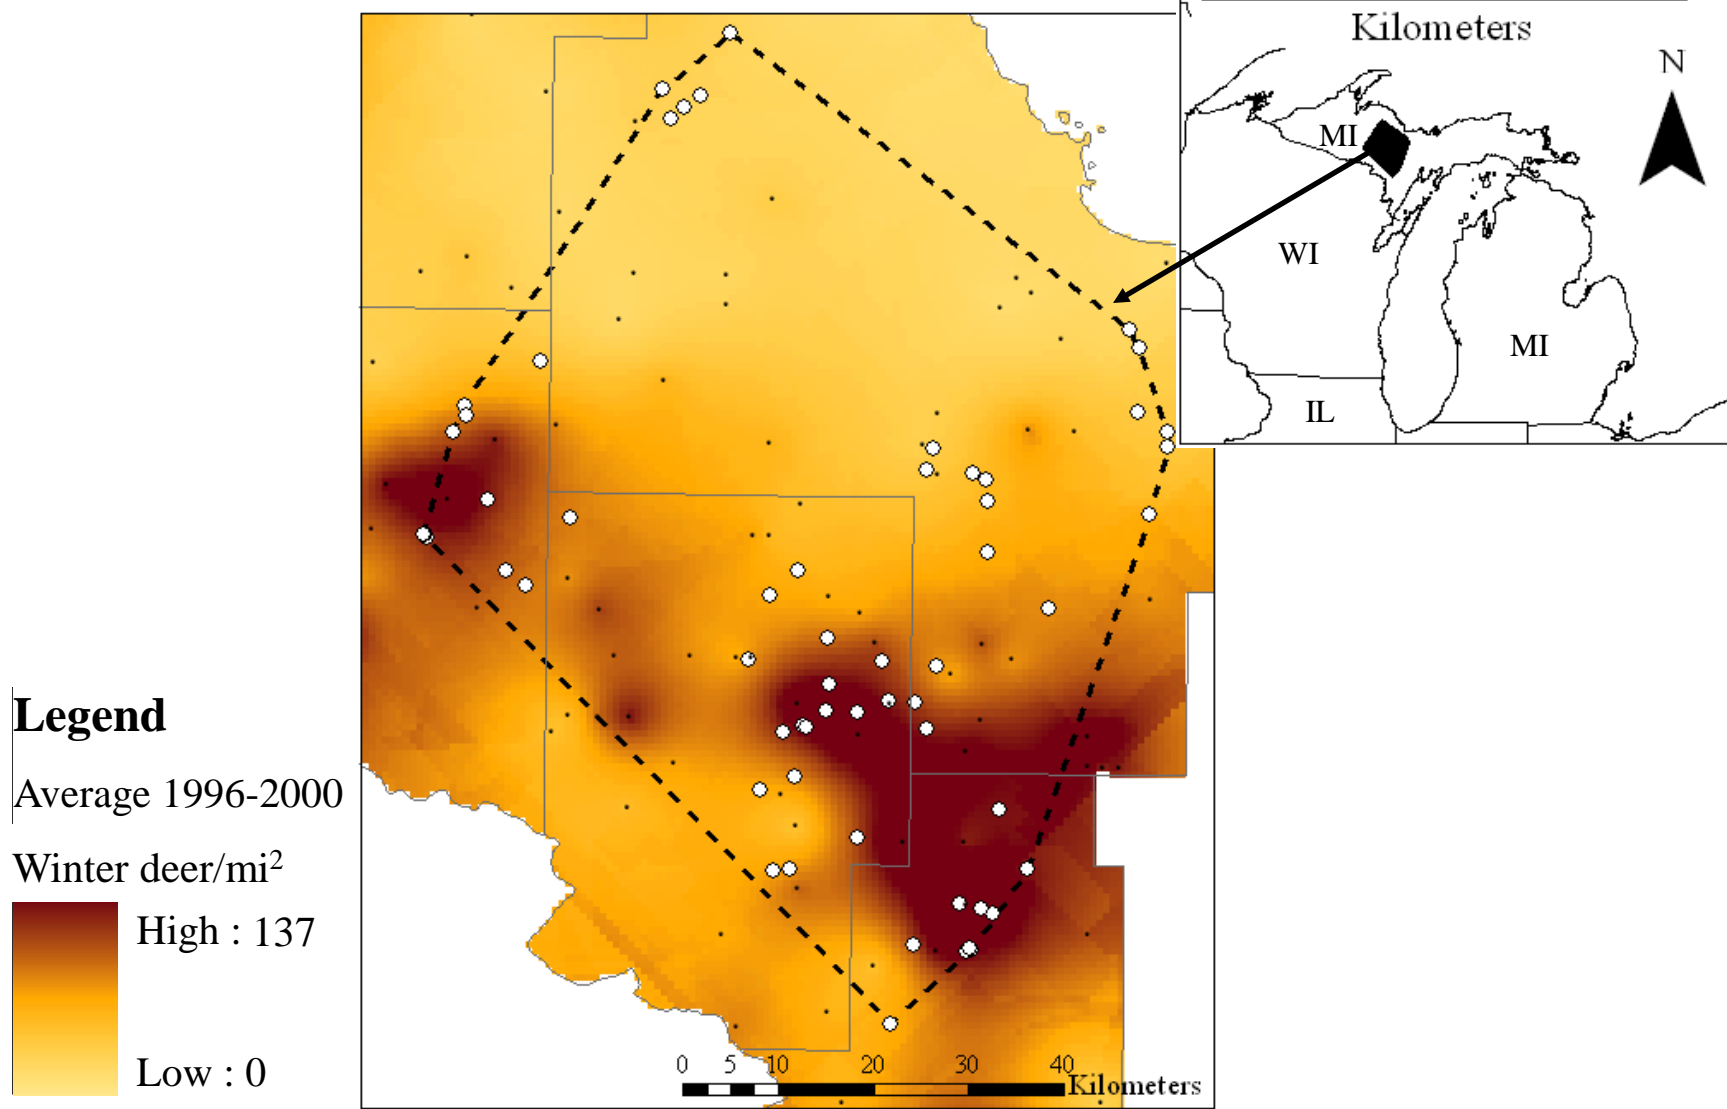 Kilometers
N
MI
WI
MI
IL
Legend
Average 1996-2000
Winter deer/mi²
High : 137
Low : 0
0 5 10 20 30 40
Kilometers